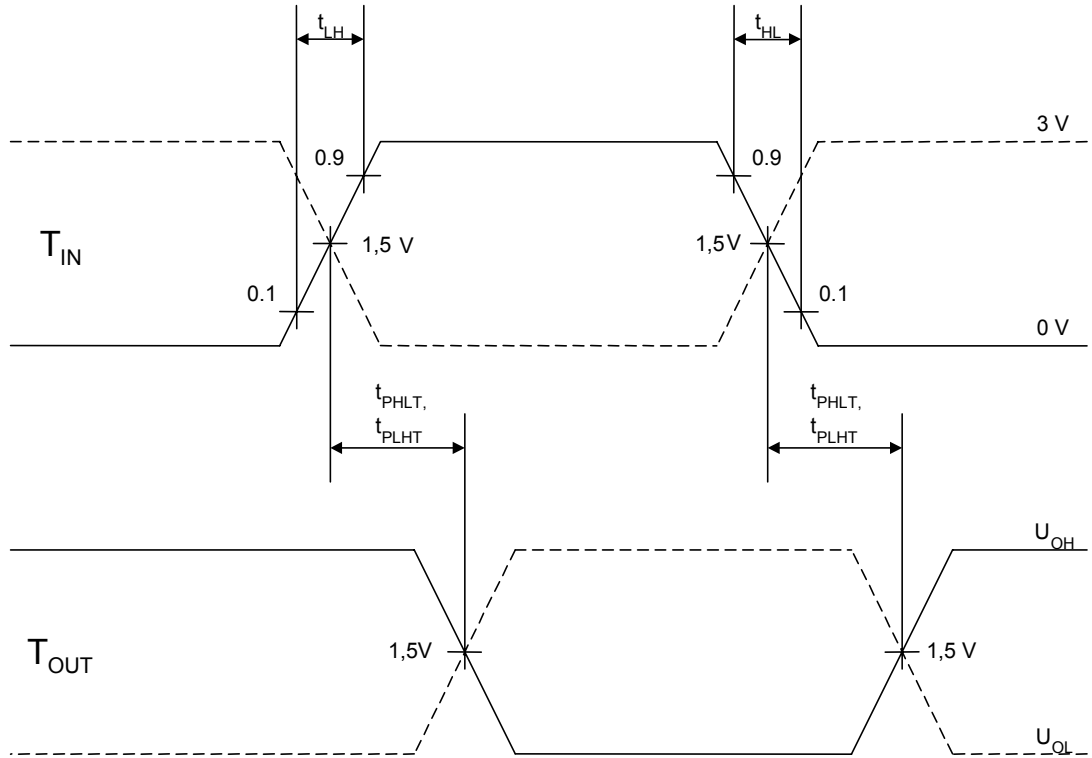 t_LH
t_HL
3 V
0.9
0.9
T_IN
1,5 V
1,5 V
0.1
0.1
0 V
t_PHLT,
t_PLHT
t_PHLT,
t_PLHT
U_OH
T_OUT
1,5V
1,5 V
U_OL